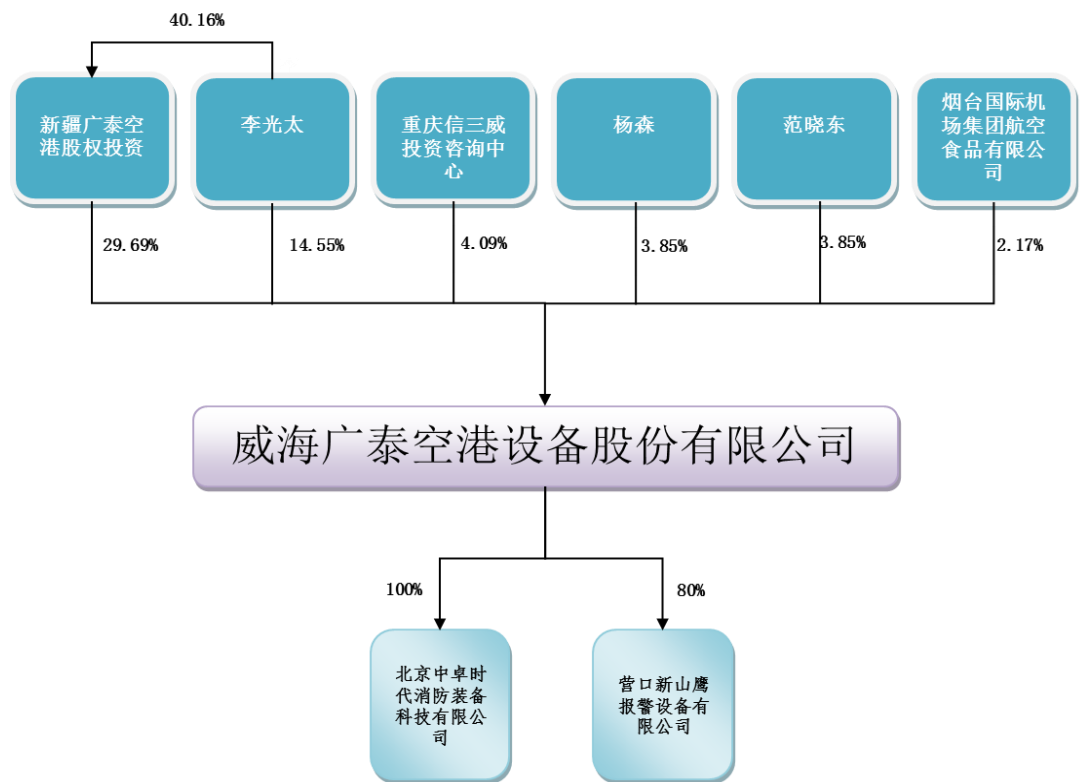 40.16%
新疆广泰空
港股权投资
李光太
重庆信三威
投资咨询中
心
杨森
范晓东
烟台国际机
场集团航空
食品有限公
司
29.69%
14.55%
4.09%
3.85%
3.85%
2.17%
威海广泰空港设备股份有限公司
100%
80%
北京中卓时
代消防装备
科技有限公
司
营口新山鹰
报警设备有
限公司